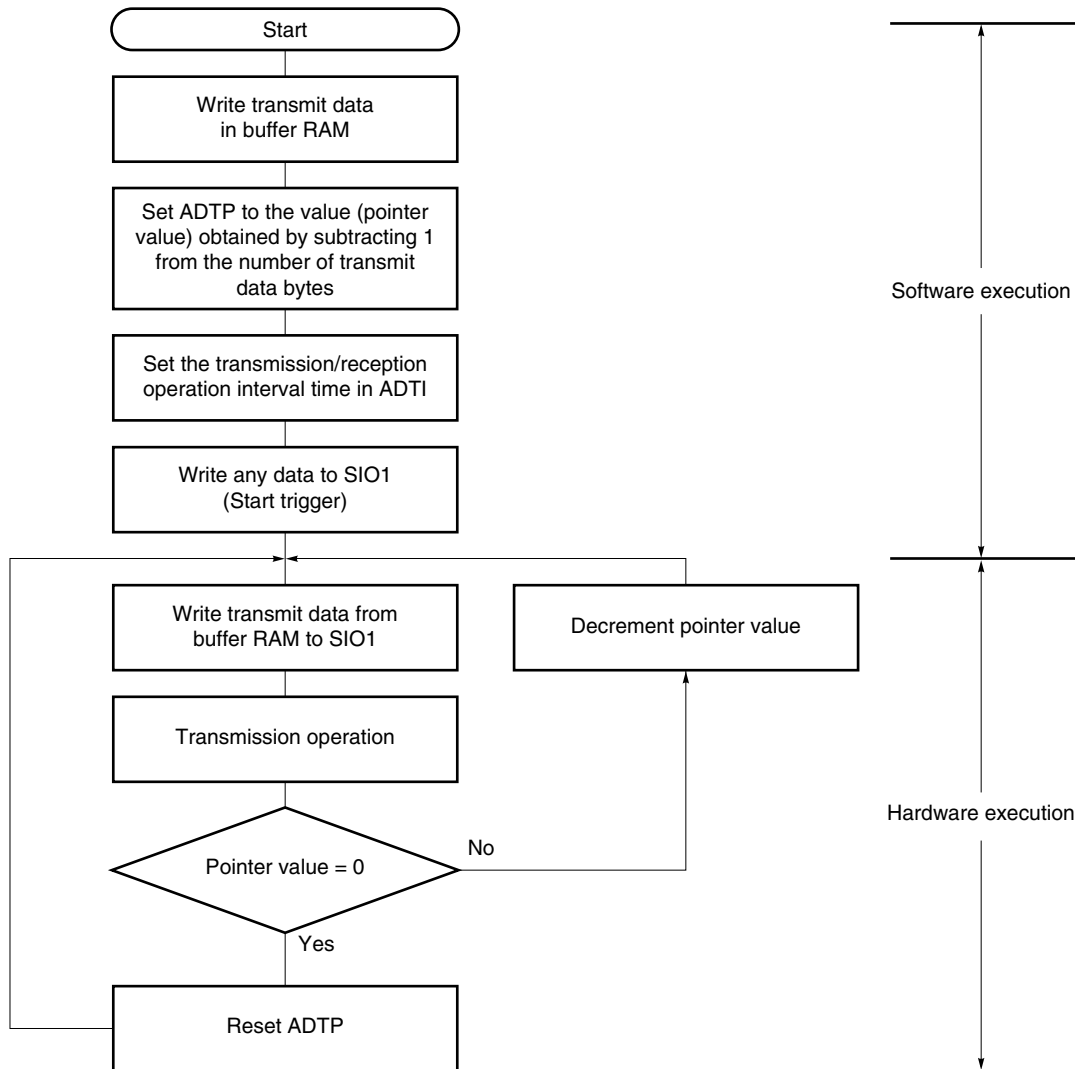 Start
Write transmit data
in buffer RAM
Set ADTP to the value (pointer
value) obtained by subtracting 1
from the number of transmit
data bytes
Software execution
Set the transmission/reception
operation interval time in ADTI
Write any data to SIO1
(Start trigger)
Write transmit data from
buffer RAM to SIO1
Decrement pointer value
Transmission operation
Hardware execution
Pointer value = 0
No
Yes
Reset ADTP